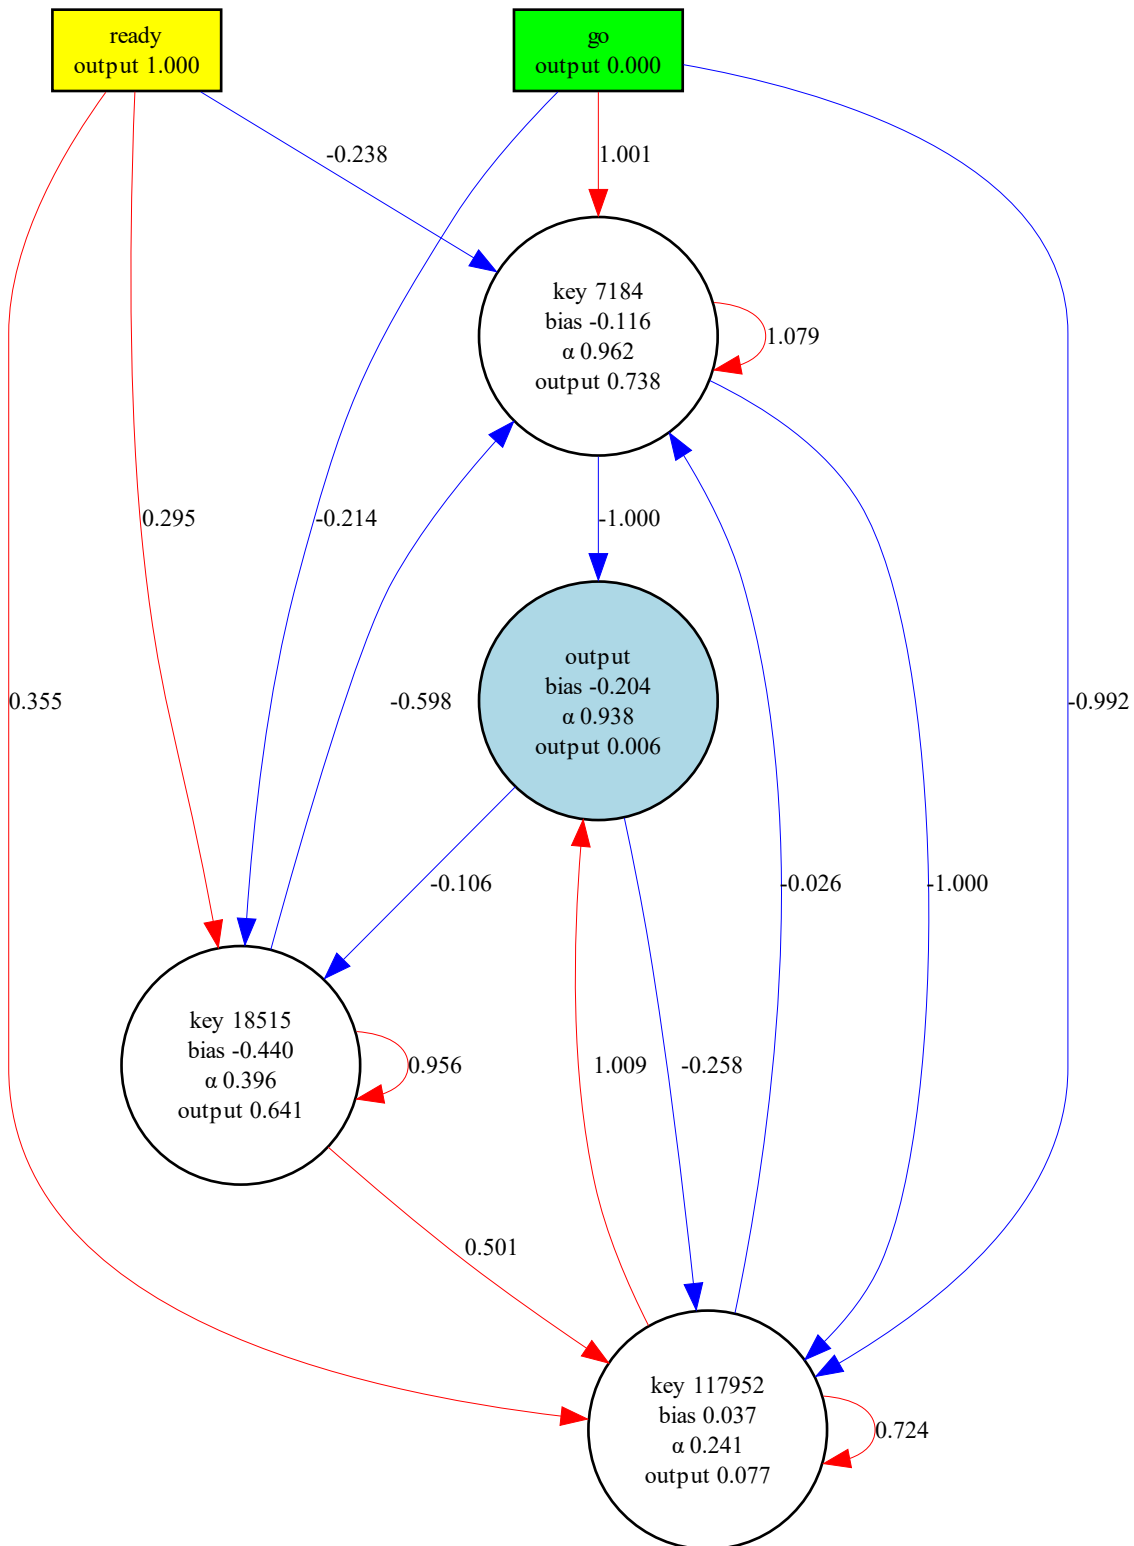 ready
output 1.000
go
output 0.000
-0.238
1.001
key 7184
bias -0.116
α 0.962
output 0.738
1.079
0.295
-0.214
-1.000
output
bias -0.204
α 0.938
output 0.006
0.355
-0.598
-0.992
-0.106
-0.026
-1.000
key 18515
bias -0.440
α 0.396
output 0.641
0.956
1.009
-0.258
0.501
key 117952
bias 0.037
α 0.241
output 0.077
0.724